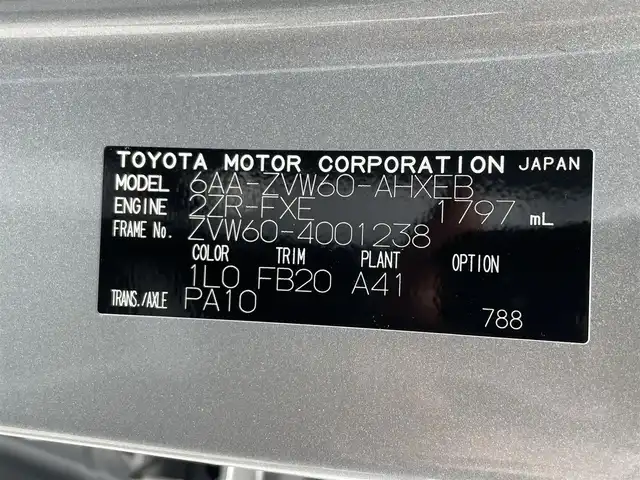 TOYOTA MOTOR CORPORATION JAPAN
MODEL 6AA-ZVW60-AHXEB
ENGINE 2ZR-FXE 1797 mL
FRAME No. ZVW60-4001238
COLOR TRIM PLANT OPTION
1L0 FB20 A41
TRANS./AXLE PA10
788